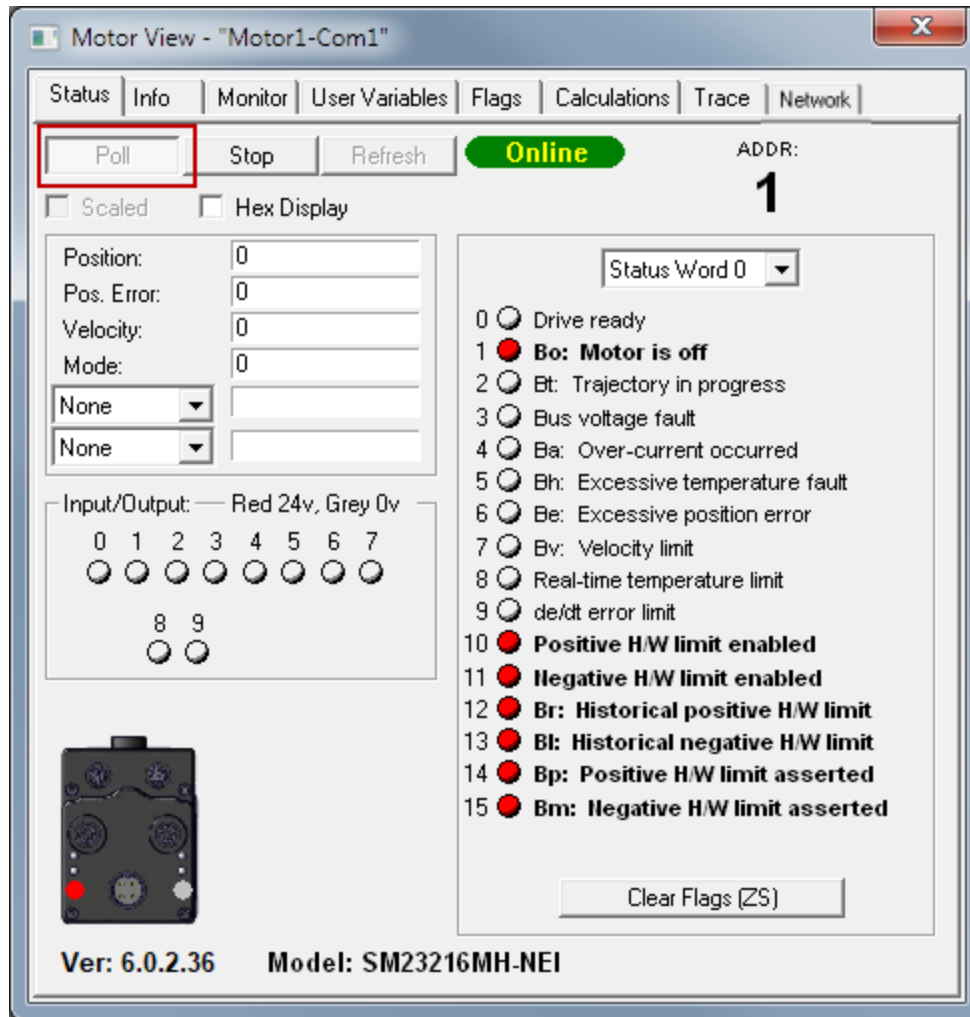 Motor View - "Motor1-Com1"
Status Info Monitor User Variables Flags Calculations Trace Network
Poll Stop Refresh Online ADDR:
1
Scaled Hex Display
Position: 0
Pos. Error: 0
Velocity: 0
Mode: 0
None
None
Input/Output: Red 24v, Grey 0v
0 1 2 3 4 5 6 7
8 9
Status Word 0
0 Drive ready
1 Bo: Motor is off
2 Bt: Trajectory in progress
3 Bus voltage fault
4 Ba: Over-current occurred
5 Bh: Excessive temperature fault
6 Be: Excessive position error
7 Bv: Velocity limit
8 Real-time temperature limit
9 de/dt error limit
10 Positive H/W limit enabled
11 Negative H/W limit enabled
12 Br: Historical positive H/W limit
13 Bl: Historical negative H/W limit
14 Bp: Positive H/W limit asserted
15 Bm: Negative H/W limit asserted
Clear Flags (ZS)
Ver: 6.0.2.36 Model: SM23216MH-NEI